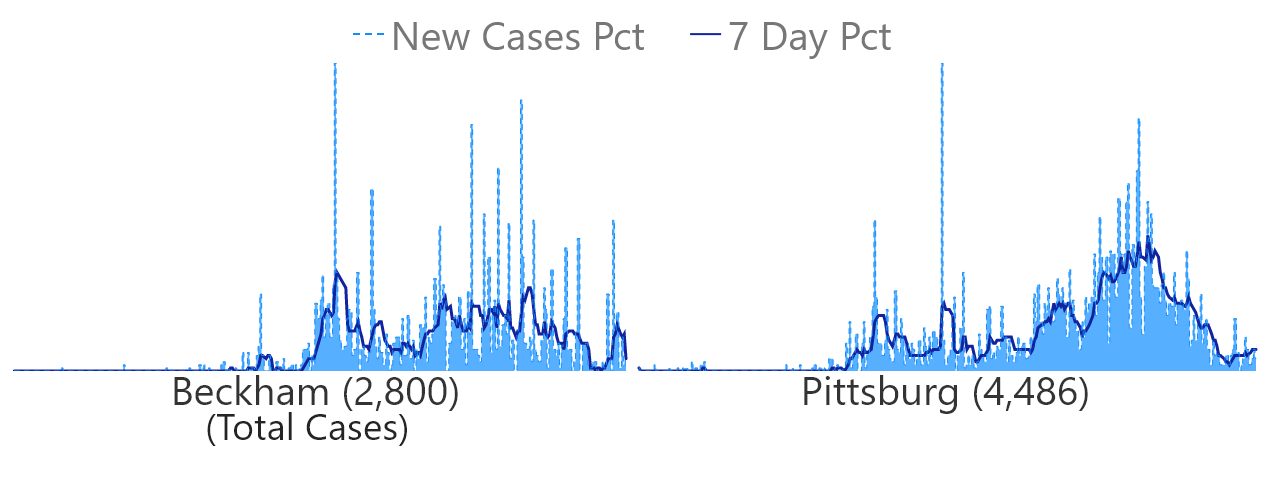 New Cases Pct 7 Day Pct
Beckham (2,800) Pittsburg (4,486)
(Total Cases)